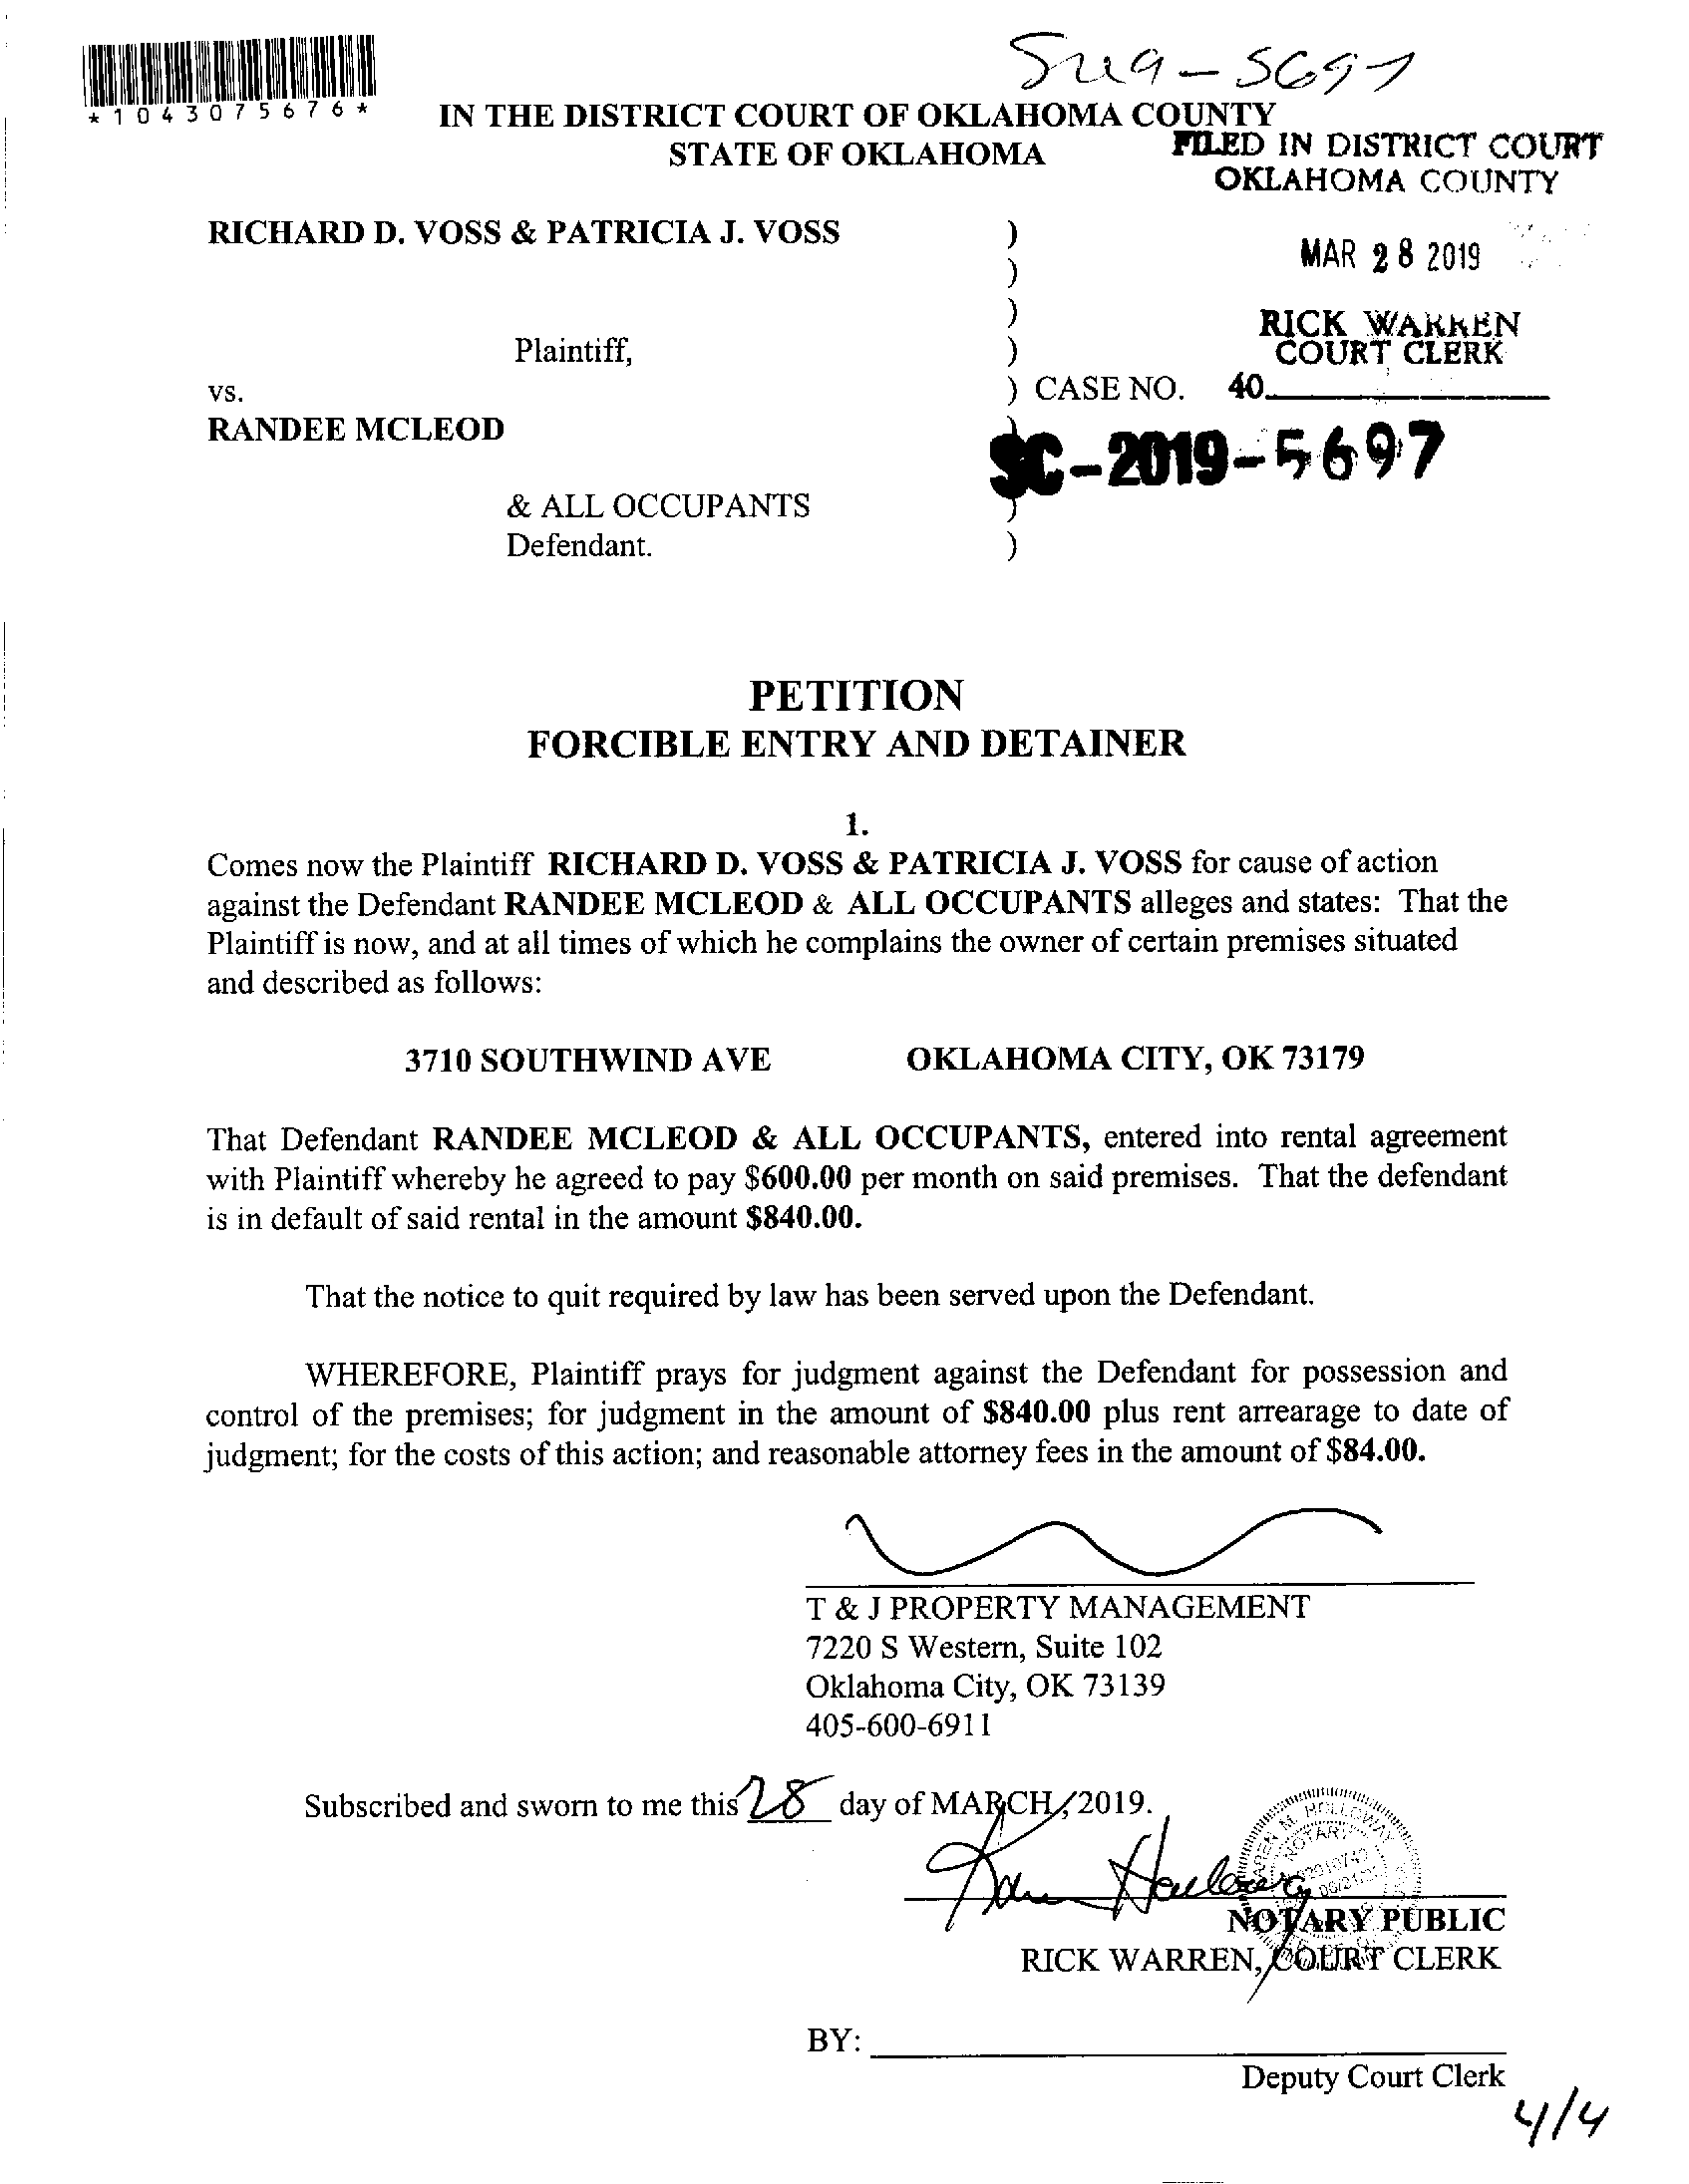 *1043075676*
IN THE DISTRICT COURT OF OKLAHOMA COUNTY
STATE OF OKLAHOMA
FILED IN DISTRICT COURT
OKLAHOMA COUNTY
RICHARD D. VOSS & PATRICIA J. VOSS )
MAR 28 2019
)
)
RICK WARREN
COURT CLERK
Plaintiff, )
vs. ) CASE NO. 40
RANDEE MCLEOD )
SC-2019-5697
& ALL OCCUPANTS )
Defendant. )
PETITION
FORCIBLE ENTRY AND DETAINER
1.
Comes now the Plaintiff RICHARD D. VOSS & PATRICIA J. VOSS for cause of action
against the Defendant RANDEE MCLEOD & ALL OCCUPANTS alleges and states: That the
Plaintiff is now, and at all times of which he complains the owner of certain premises situated
and described as follows:
3710 SOUTHWIND AVE OKLAHOMA CITY, OK 73179
That Defendant RANDEE MCLEOD & ALL OCCUPANTS, entered into rental agreement
with Plaintiff whereby he agreed to pay $600.00 per month on said premises. That the defendant
is in default of said rental in the amount $840.00.
That the notice to quit required by law has been served upon the Defendant.
WHEREFORE, Plaintiff prays for judgment against the Defendant for possession and
control of the premises; for judgment in the amount of $840.00 plus rent arrearage to date of
judgment; for the costs of this action; and reasonable attorney fees in the amount of $84.00.
T & J PROPERTY MANAGEMENT
7220 S Western, Suite 102
Oklahoma City, OK 73139
405-600-6911
Subscribed and sworn to me this 28 day of MARCH, 2019.
HOLLOWAY
NOTARY PUBLIC
RICK WARREN, COURT CLERK
BY:
Deputy Court Clerk
4/4